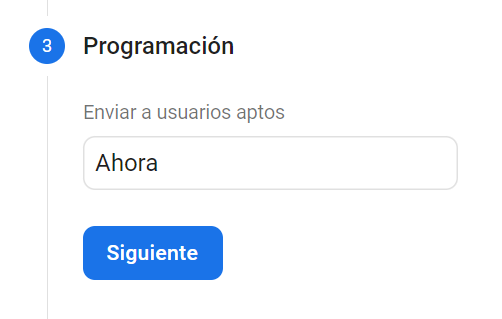 3 Programación
Enviar a usuarios aptos
Ahora
Siguiente